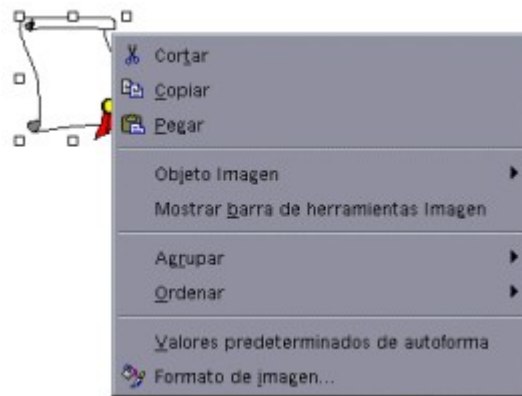 Cortar
Copiar
Pegar
Objeto Imagen
Mostrar barra de herramientas Imagen
Agrupar
Ordenar
Valores predeterminados de autoforma
Formato de imagen...